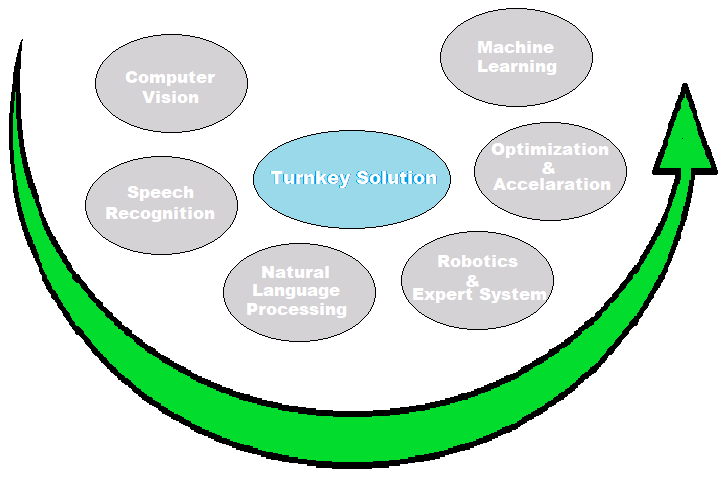 Computer
Vision
Machine
Learning
Speech
Recognition
Turnkey Solution
Optimization
&
Accelaration
Natural
Language
Processing
Robotics
&
Expert System